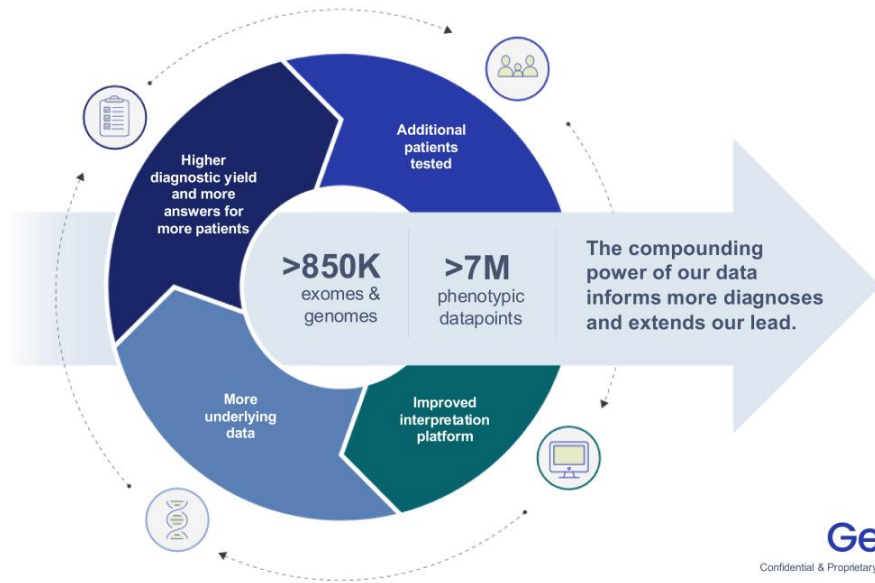 Higher
diagnostic yield
and more
answers for
more patients
Additional
patients
tested
>850K
exomes &
genomes
>7M
phenotypic
datapoints
The compounding
power of our data
informs more diagnoses
and extends our lead.
More
underlying
data
Improved
interpretation
platform
Ge
Confidential & Proprietary